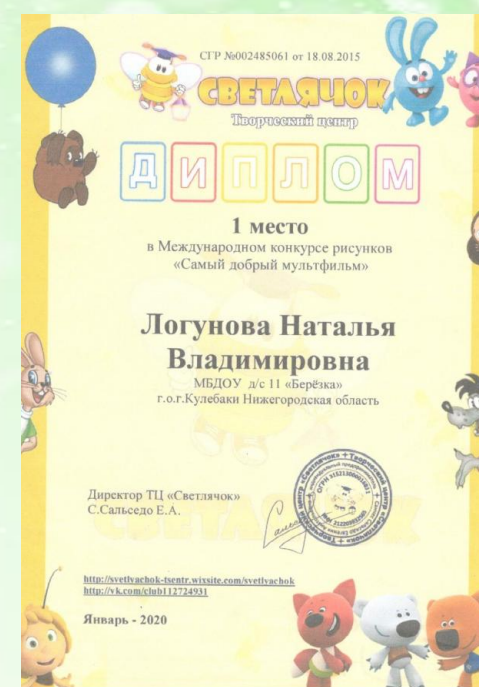 СГР №002485061 от 18.08.2015
СВЕТЛЯЧОК
Творческий центр
ДИПЛОМ
1 место
в Международном конкурсе рисунков
«Самый добрый мультфильм»
Логунова Наталья
Владимировна
МБДОУ д/с 11 «Берёзка»
г.о.г.Кулебаки Нижегородская область
Директор ТЦ «Светлячок»
С.Сальседо Е.А.
http://svetlvachok-tsentr.wixsite.com/svetlvachok
http://vk.com/club112724931
Январь - 2020